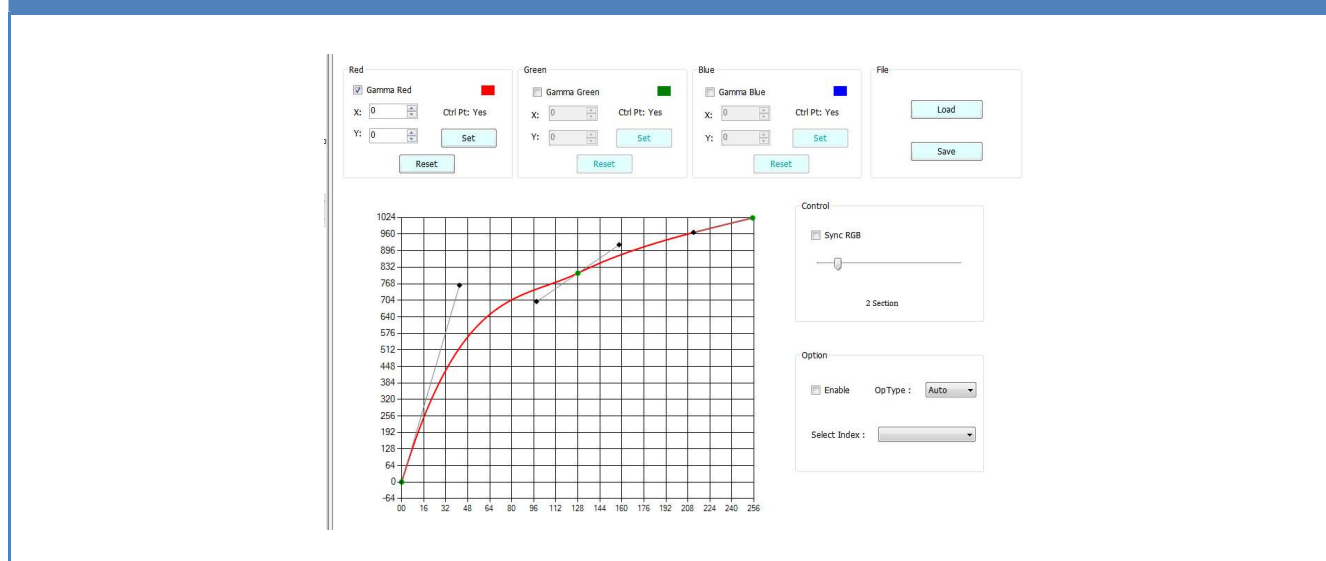 Red
Gamma Red
X: 0 Ctrl Pt: Yes
Y: 0 Set
Reset
Green
Gamma Green
X: 0 Ctrl Pt: Yes
Y: 0 Set
Reset
Blue
Gamma Blue
X: 0 Ctrl Pt: Yes
Y: 0 Set
Reset
File
Load
Save
1024
960
896
832
768
704
640
576
512
448
384
320
256
192
128
64
0
-64
00 16 32 48 64 80 96 112 128 144 160 176 192 208 224 240 256
Control
Sync RGB
2 Section
Option
Enable OpType : Auto
Select Index :